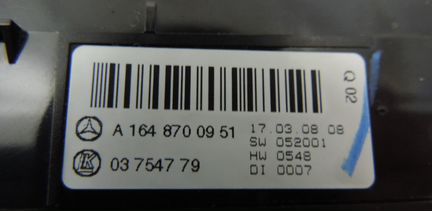 Q 02
A 164 870 09 51
17.03.08 08
SW 052001
03 7547 79
HW 0548
DI 0007